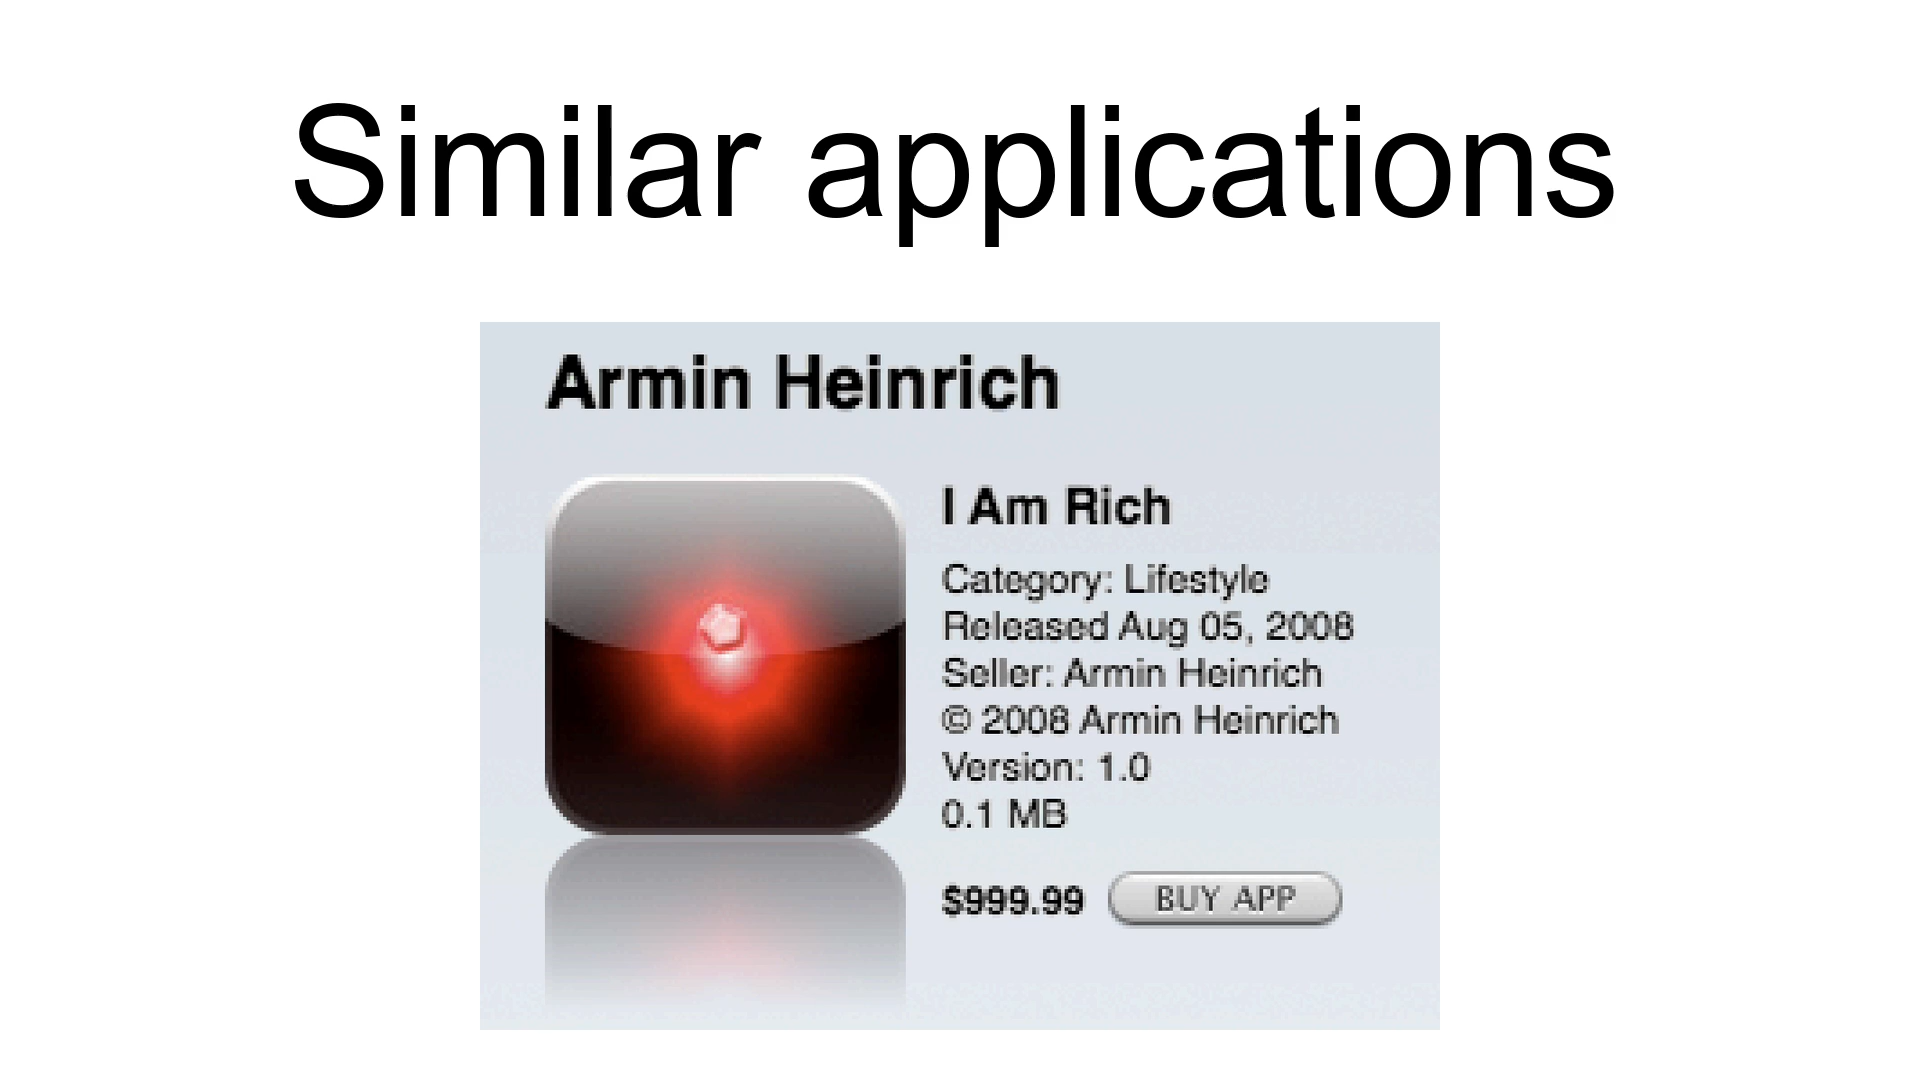 Similar applications
Armin Heinrich
I Am Rich
Category: Lifestyle
Released Aug 05, 2008
Seller: Armin Heinrich
© 2008 Armin Heinrich
Version: 1.0
0.1 MB
$999.99 BUY APP